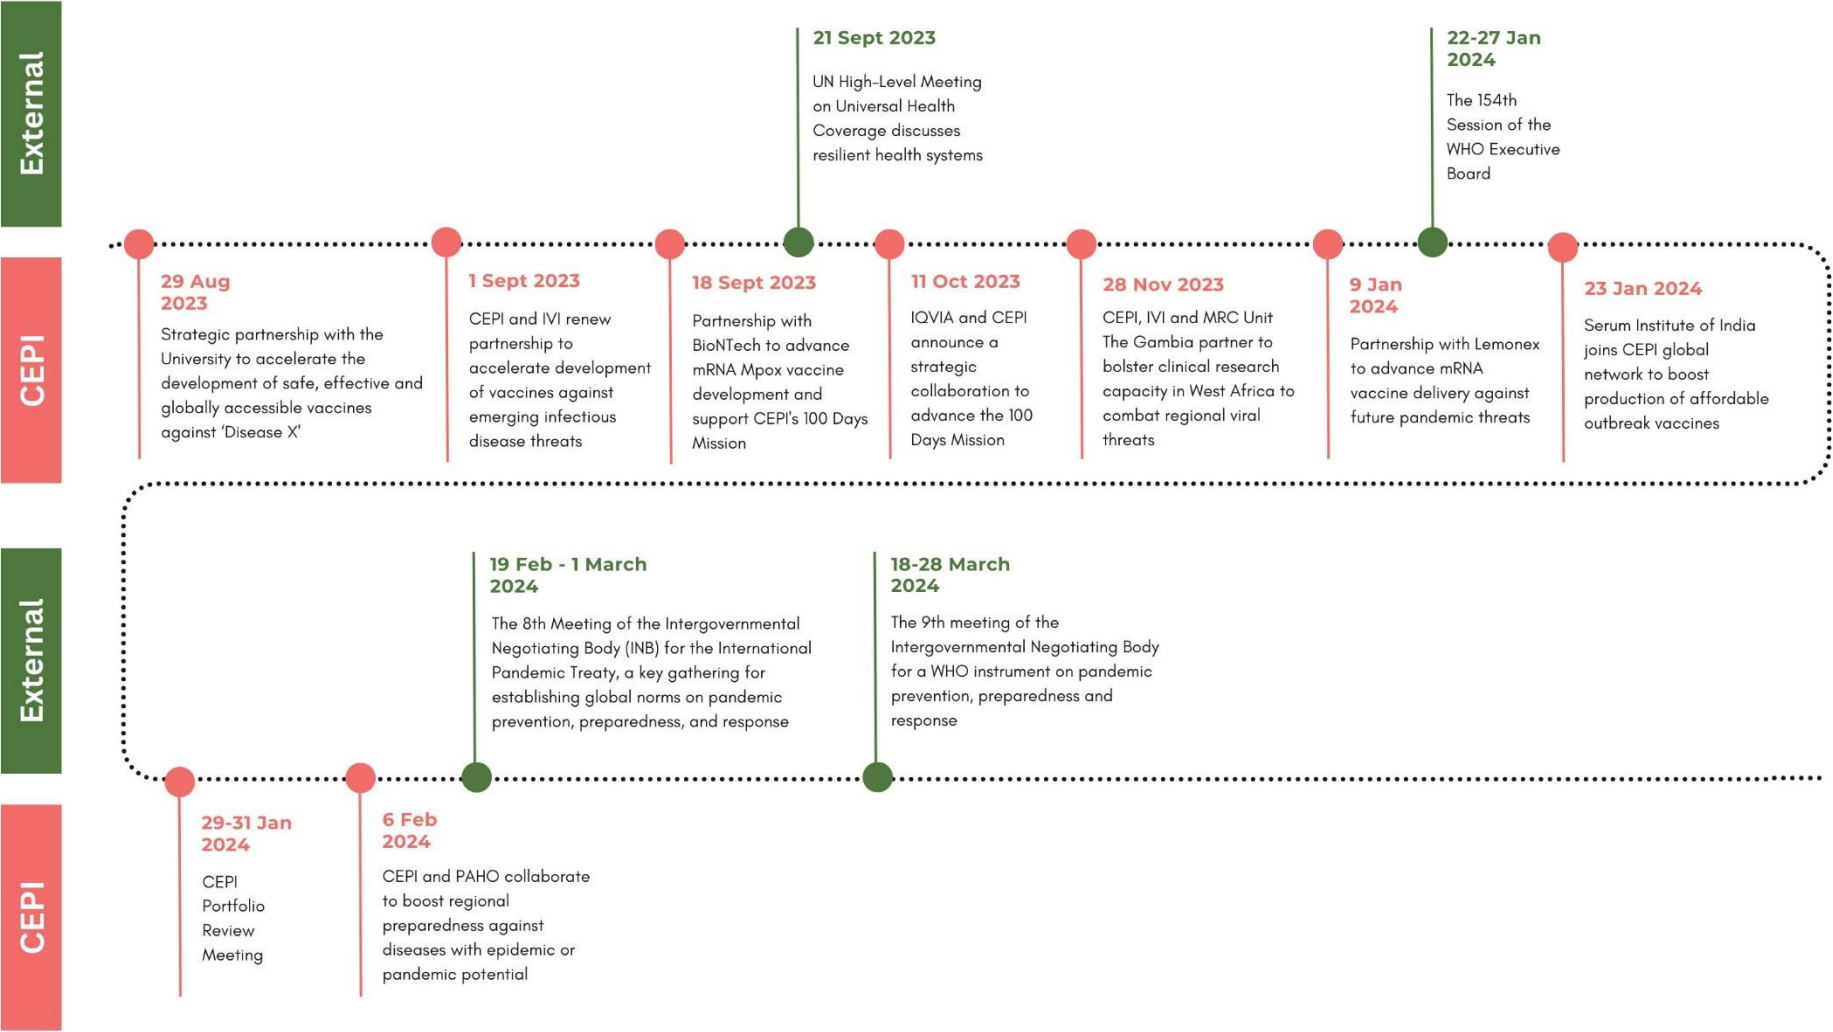 External
21 Sept 2023
UN High-Level Meeting
on Universal Health
Coverage discusses
resilient health systems
22-27 Jan
2024
The 154th
Session of the
WHO Executive
Board
CEPI
29 Aug
2023
Strategic partnership with the
University to accelerate the
development of safe, effective and
globally accessible vaccines
against ‘Disease X'
1 Sept 2023
CEPI and IVI renew
partnership to
accelerate development
of vaccines against
emerging infectious
disease threats
18 Sept 2023
Partnership with
BioNTech to advance
mRNA Mpox vaccine
development and
support CEPI's 100 Days
Mission
11 Oct 2023
IQVIA and CEPI
announce a
strategic
collaboration to
advance the 100
Days Mission
28 Nov 2023
CEPI, IVI and MRC Unit
The Gambia partner to
bolster clinical research
capacity in West Africa to
combat regional viral
threats
9 Jan
2024
Partnership with Lemonex
to advance mRNA
vaccine delivery against
future pandemic threats
23 Jan 2024
Serum Institute of India
joins CEPI global
network to boost
production of affordable
outbreak vaccines
External
19 Feb - 1 March
2024
The 8th Meeting of the Intergovernmental
Negotiating Body (INB) for the International
Pandemic Treaty, a key gathering for
establishing global norms on pandemic
prevention, preparedness, and response
18-28 March
2024
The 9th meeting of the
Intergovernmental Negotiating Body
for a WHO instrument on pandemic
prevention, preparedness and
response
CEPI
29-31 Jan
2024
CEPI
Portfolio
Review
Meeting
6 Feb
2024
CEPI and PAHO collaborate
to boost regional
preparedness against
diseases with epidemic or
pandemic potential